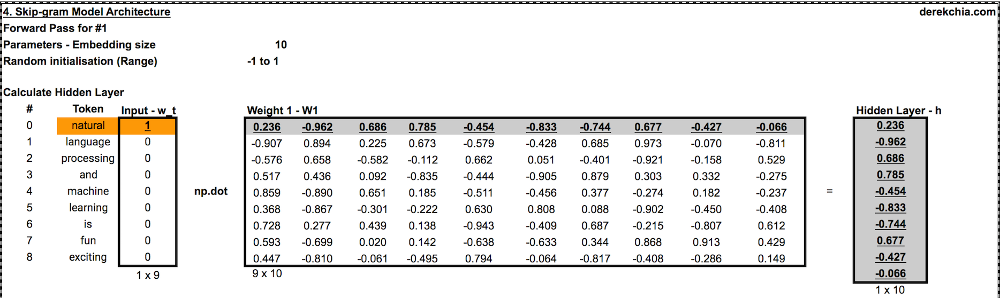 4. Skip-gram Model Architecture derekchia.com
Forward Pass for #1
Parameters - Embedding size 10
Random initialisation (Range) -1 to 1
Calculate Hidden Layer
# Token Input - w_t Weight 1 - W1 Hidden Layer - h
0 natural 1 0.236 -0.962 0.686 0.785 -0.454 -0.833 -0.744 0.677 -0.427 -0.066 0.236
1 language 0 -0.907 0.894 0.225 0.673 -0.579 -0.428 0.685 0.973 -0.070 -0.811 -0.962
2 processing 0 -0.576 0.658 -0.582 -0.112 0.662 0.051 -0.401 -0.921 -0.158 0.529 0.686
3 and 0 0.517 0.436 0.092 -0.835 -0.444 -0.905 0.879 0.303 0.332 -0.275 0.785
4 machine 0 np.dot 0.859 -0.890 0.651 0.185 -0.511 -0.456 0.377 -0.274 0.182 -0.237 = -0.454
5 learning 0 0.368 -0.867 -0.301 -0.222 0.630 0.808 0.088 -0.902 -0.450 -0.408 -0.833
6 is 0 0.728 0.277 0.439 0.138 -0.943 -0.409 0.687 -0.215 -0.807 0.612 -0.744
7 fun 0 0.593 -0.699 0.020 0.142 -0.638 -0.633 0.344 0.868 0.913 0.429 0.677
8 exciting 0 0.447 -0.810 -0.061 -0.495 0.794 -0.064 -0.817 -0.408 -0.286 0.149 -0.427
1 x 9 9 x 10 -0.066
1 x 10